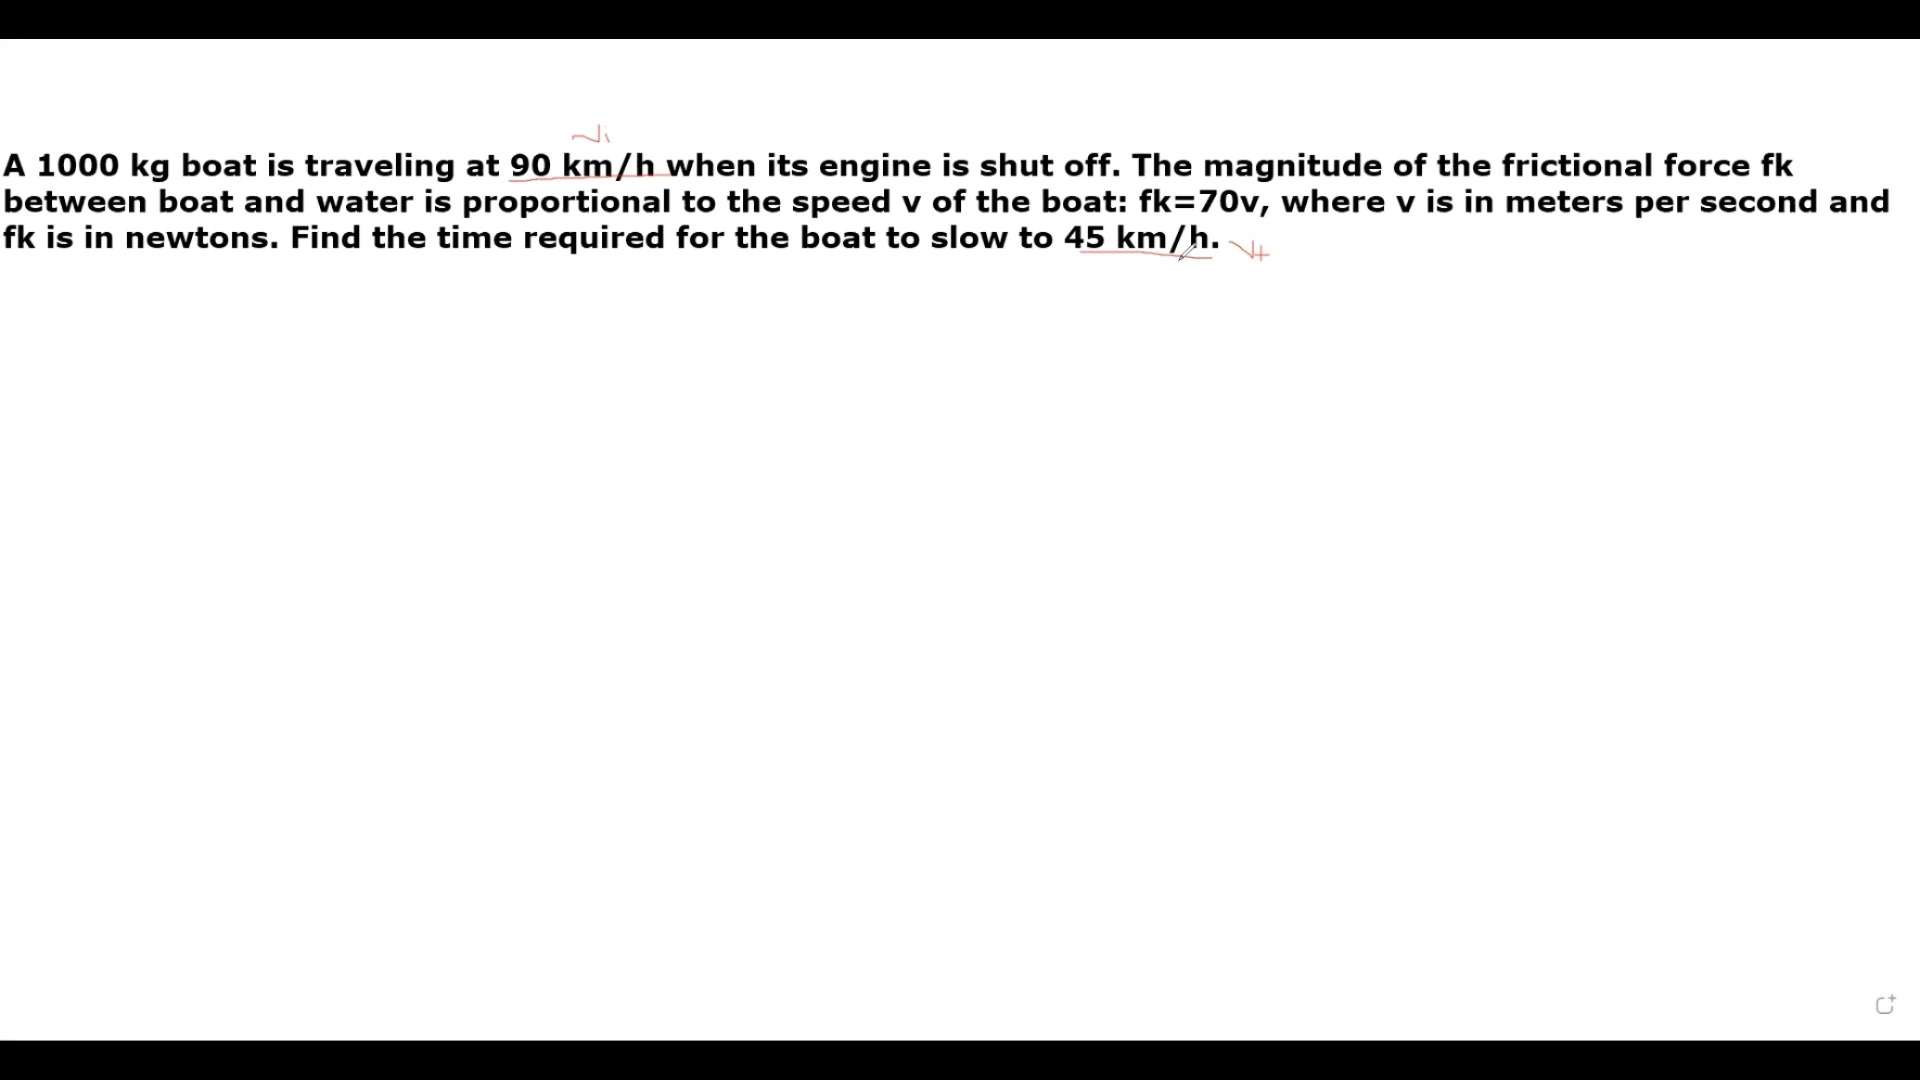 vi
A 1000 kg boat is traveling at 90 km/h when its engine is shut off. The magnitude of the frictional force fk
between boat and water is proportional to the speed v of the boat: fk=70v, where v is in meters per second and
fk is in newtons. Find the time required for the boat to slow to 45 km/h. vf